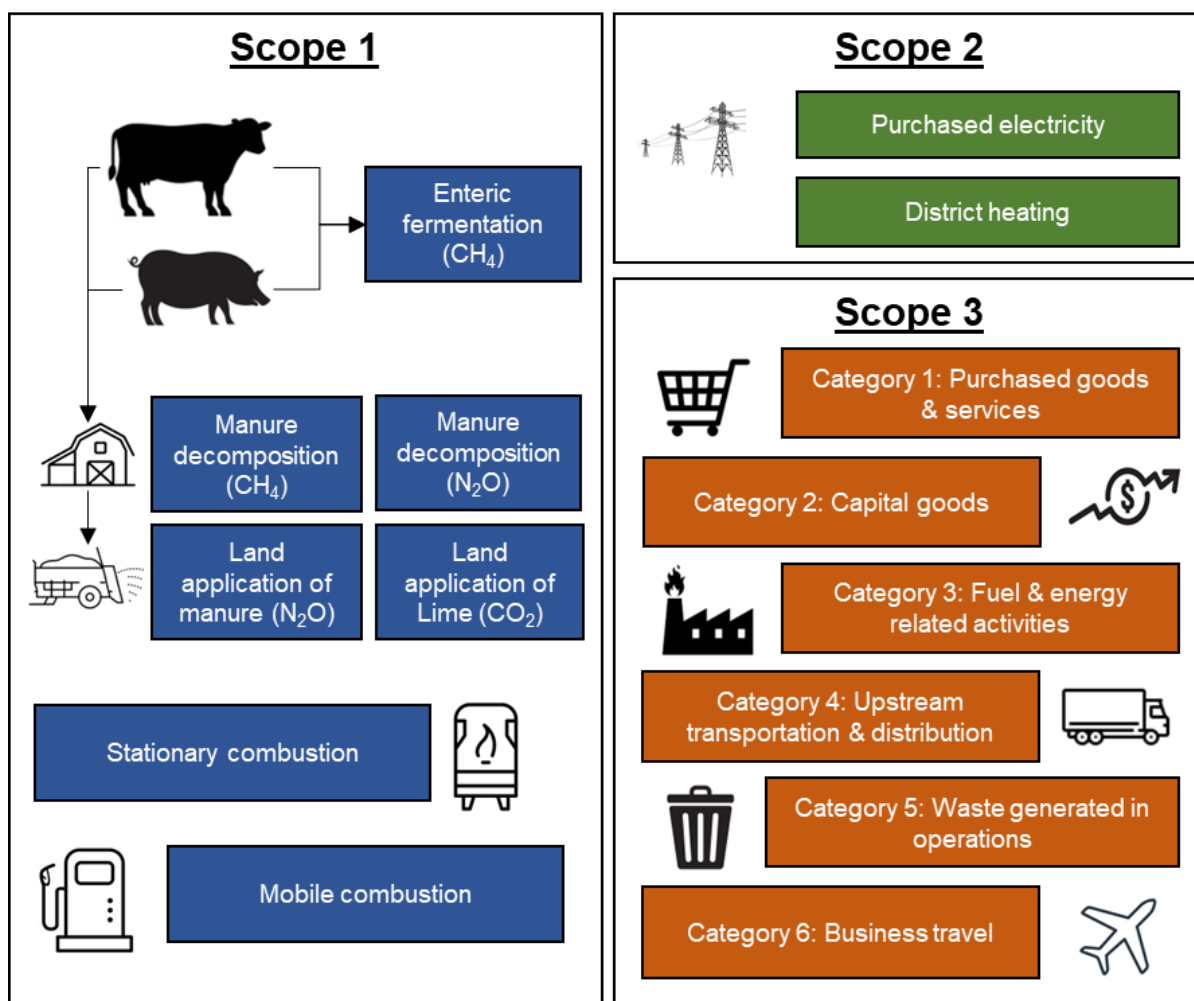 Scope 1
Enteric
fermentation
(CH₄)
Manure
decomposition
(CH₄)
Manure
decomposition
(N₂O)
Land
application of
manure (N₂O)
Land
application of
Lime (CO₂)
Stationary combustion
Mobile combustion
Scope 2
Purchased electricity
District heating
Scope 3
Category 1: Purchased goods
& services
$
Category 2: Capital goods
Category 3: Fuel & energy
related activities
Category 4: Upstream
transportation & distribution
Category 5: Waste generated in
operations
Category 6: Business travel